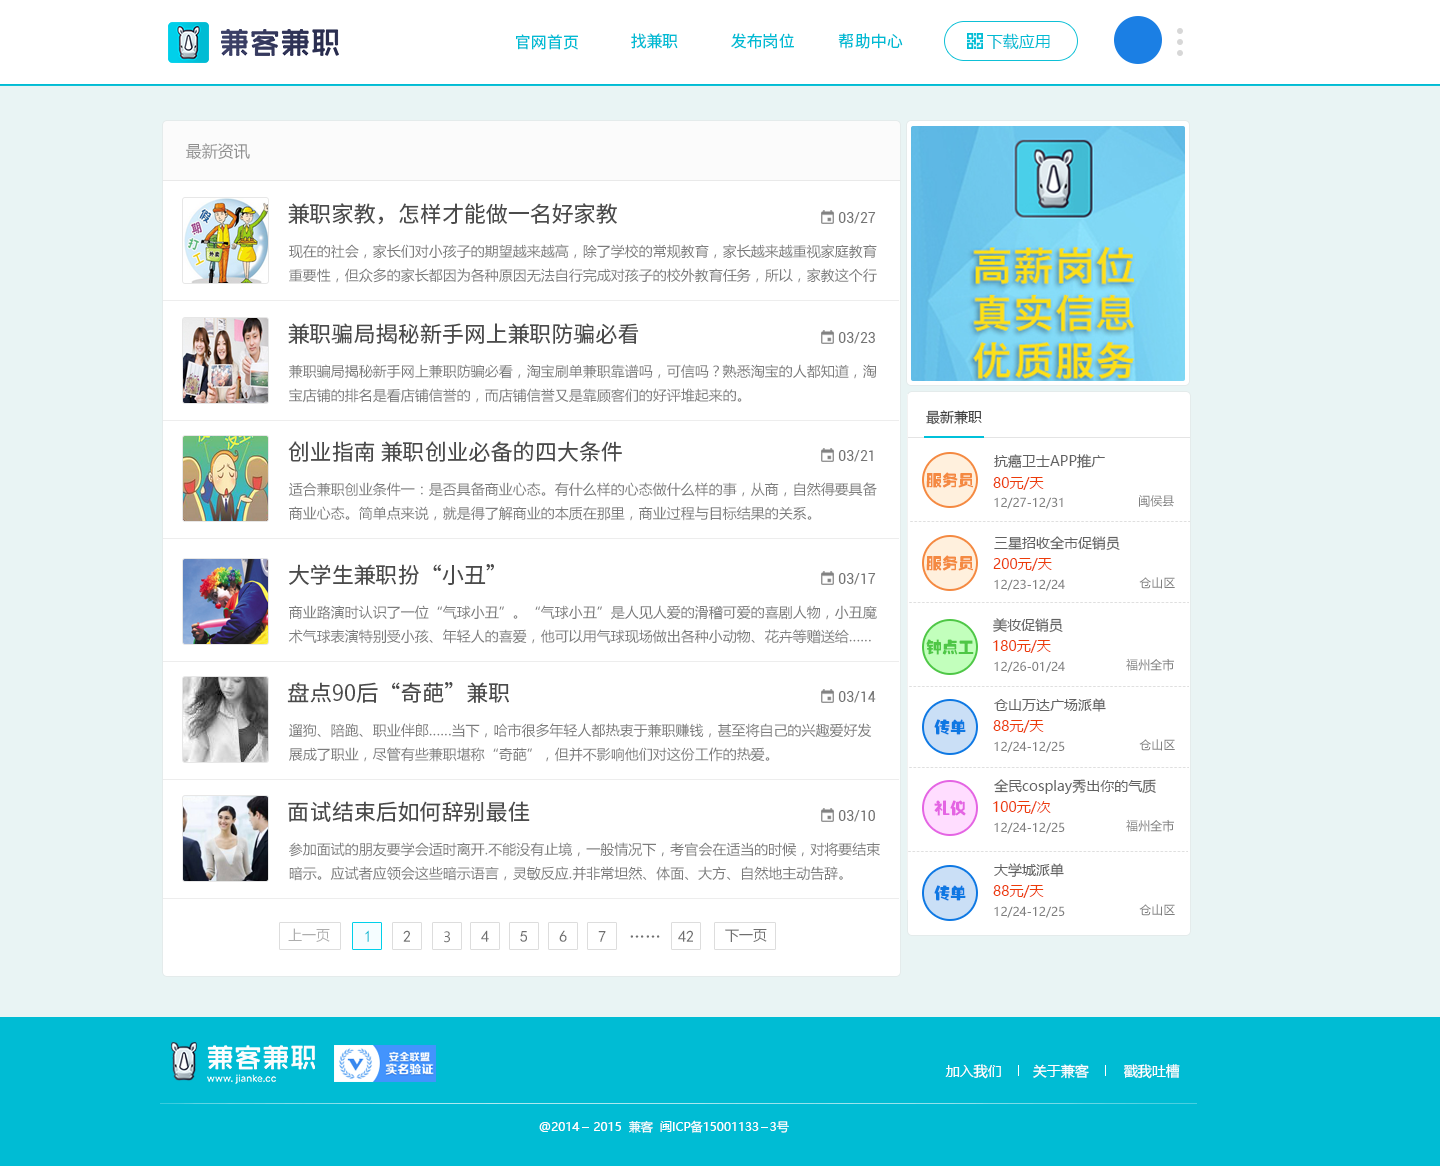 兼客兼职
官网首页 找兼职 发布岗位 帮助中心 下载应用
最新资讯
假期打工
兼职家教，怎样才能做一名好家教
03/27
现在的社会，家长们对小孩子的期望越来越高，除了学校的常规教育，家长越来越重视家庭教育
重要性，但众多的家长都因为各种原因无法自行完成对孩子的校外教育任务，所以，家教这个行
兼职骗局揭秘新手网上兼职防骗必看
03/23
兼职骗局揭秘新手网上兼职防骗必看，淘宝刷单兼职靠谱吗，可信吗？熟悉淘宝的人都知道，淘
宝店铺的排名是看店铺信誉的，而店铺信誉又是靠顾客们的好评堆起来的。
创业指南 兼职创业必备的四大条件
03/21
适合兼职创业条件一：是否具备商业心态。有什么样的心态做什么样的事，从商，自然得要具备
商业心态。简单点来说，就是得了解商业的本质在那里，商业过程与目标结果的关系。
大学生兼职扮“小丑”
03/17
商业路演时认识了一位“气球小丑”。“气球小丑”是人见人爱的滑稽可爱的喜剧人物，小丑魔
术气球表演特别受小孩、年轻人的喜爱，他可以用气球现场做出各种小动物、花卉等赠送给......
盘点90后“奇葩”兼职
03/14
遛狗、陪跑、职业伴郎......当下，哈市很多年轻人都热衷于兼职赚钱，甚至将自己的兴趣爱好发
展成了职业，尽管有些兼职堪称“奇葩”，但并不影响他们对这份工作的热爱。
面试结束后如何辞别最佳
03/10
参加面试的朋友要学会适时离开.不能没有止境，一般情况下，考官会在适当的时候，对将要结束
暗示。应试者应领会这些暗示语言，灵敏反应.并非常坦然、体面、大方、自然地主动告辞。
上一页 1 2 3 4 5 6 7 …… 42 下一页
高薪岗位
真实信息
优质服务
最新兼职
服务员
抗癌卫士APP推广
80元/天
12/27-12/31 闽侯县
服务员
三星招收全市促销员
200元/天
12/23-12/24 仓山区
钟点工
美妆促销员
180元/天
12/26-01/24 福州全市
传单
仓山万达广场派单
88元/天
12/24-12/25 仓山区
礼仪
全民cosplay秀出你的气质
100元/次
12/24-12/25 福州全市
传单
大学城派单
88元/天
12/24-12/25 仓山区
兼客兼职
www.jianke.cc
安全联盟
实名验证
加入我们 关于兼客 戳我吐槽
@2014－2015 兼客 闽ICP备15001133－3号